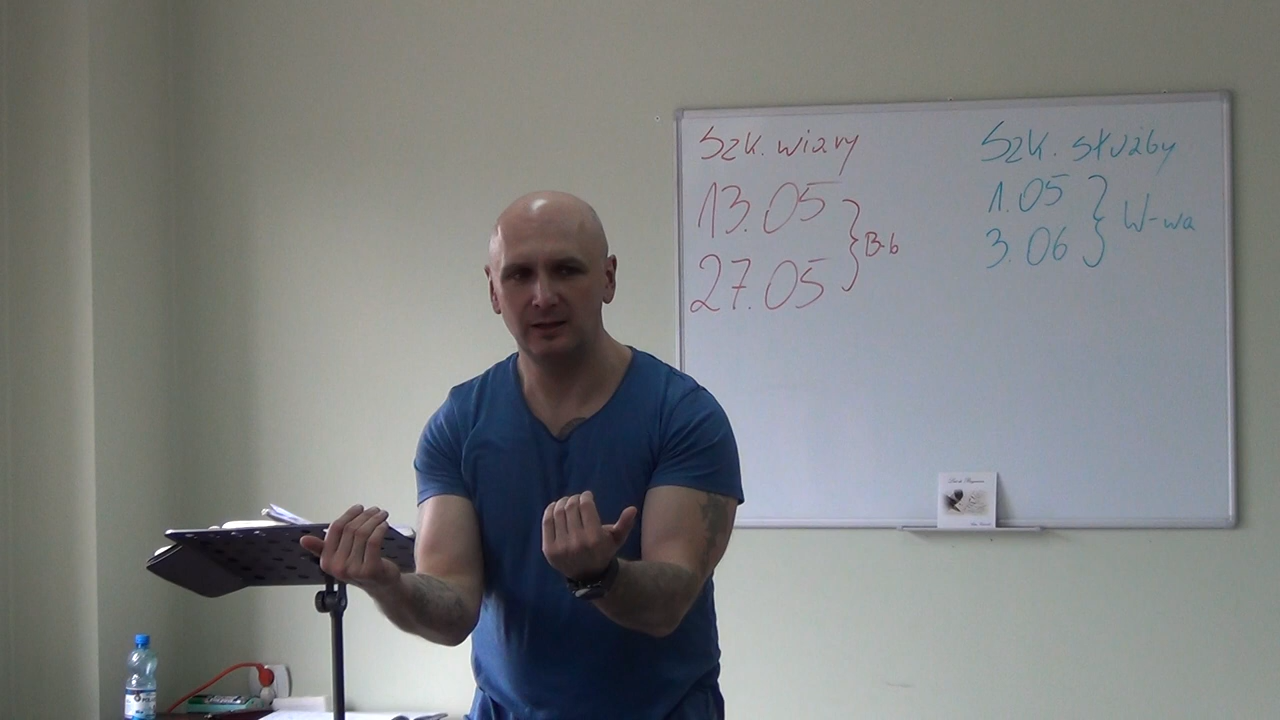 Szk. wiary
13.05
27.05
B-b
Szk. służby
1.05
3.06
W-wa